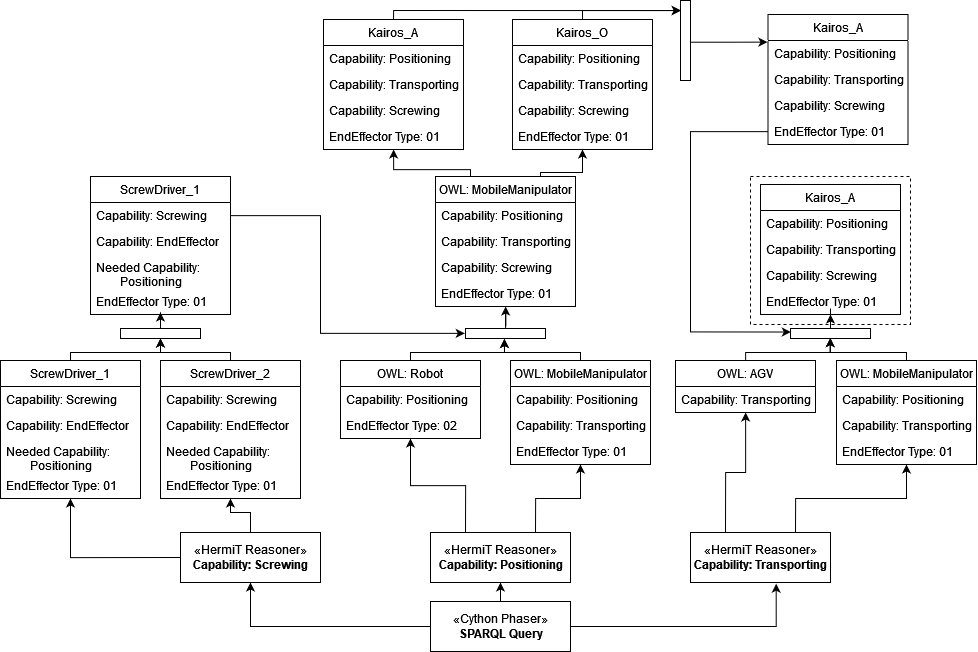 Kairos_A
Capability: Positioning
Capability: Transporting
Capability: Screwing
EndEffector Type: 01
Kairos_O
Capability: Positioning
Capability: Transporting
Capability: Screwing
EndEffector Type: 01
Kairos_A
Capability: Positioning
Capability: Transporting
Capability: Screwing
EndEffector Type: 01
ScrewDriver_1
Capability: Screwing
Capability: EndEffector
Needed Capability:
Positioning
EndEffector Type: 01
OWL: MobileManipulator
Capability: Positioning
Capability: Transporting
Capability: Screwing
EndEffector Type: 01
Kairos_A
Capability: Positioning
Capability: Transporting
Capability: Screwing
EndEffector Type: 01
ScrewDriver_1
Capability: Screwing
Capability: EndEffector
Needed Capability:
Positioning
EndEffector Type: 01
ScrewDriver_2
Capability: Screwing
Capability: EndEffector
Needed Capability:
Positioning
EndEffector Type: 01
OWL: Robot
Capability: Positioning
EndEffector Type: 02
OWL: MobileManipulator
Capability: Positioning
Capability: Transporting
EndEffector Type: 01
OWL: AGV
Capability: Transporting
OWL: MobileManipulator
Capability: Positioning
Capability: Transporting
EndEffector Type: 01
«HermiT Reasoner»
Capability: Screwing
«HermiT Reasoner»
Capability: Positioning
«HermiT Reasoner»
Capability: Transporting
«Cython Phaser»
SPARQL Query